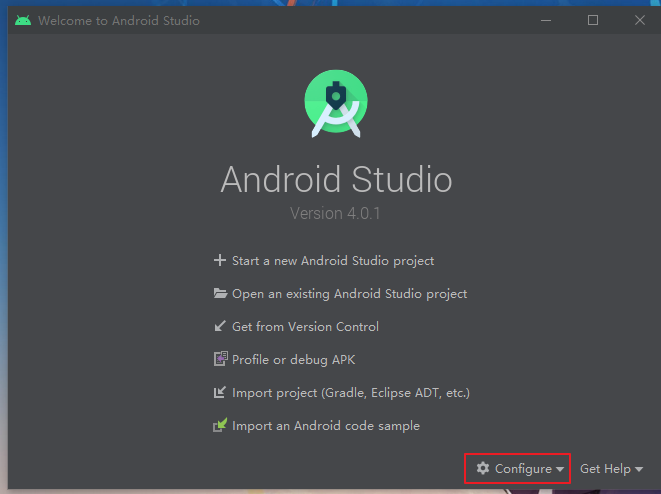 Welcome to Android Studio
Android Studio
Version 4.0.1
Start a new Android Studio project
Open an existing Android Studio project
Get from Version Control
Profile or debug APK
Import project (Gradle, Eclipse ADT, etc.)
Import an Android code sample
Configure Get Help